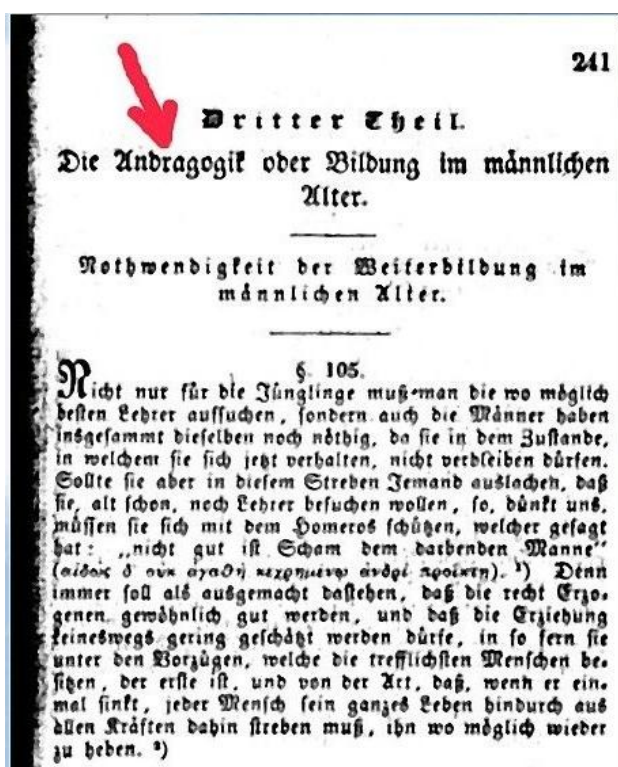 241
Dritter Theil.
Die Andragogik oder Bildung im männlichen
Alter.
Nothwendigkeit der Weiterbildung im
männlichen Alter.
§. 105.
Nicht nur für die Jünglinge muß man die wo möglich
besten Lehrer aufsuchen, sondern auch die Männer haben
insgesammt dieselben noch nöthig, da sie in dem Zustande,
in welchem sie sich jetzt verhalten, nicht verbleiben dürfen.
Sollte sie aber in diesem Streben Jemand auslachen, daß
sie, alt schon, noch Lehrer besuchen wollen, so, dünkt uns,
müssen sie sich mit dem Homeros schützen, welcher gesagt
hat: „nicht gut ist Scham dem darbenden Manne“
(αἰδὼς δ᾽ οὐκ ἀγαθὴ κεχρημένῳ ἀνδρὶ προίκτῃ). ¹) Denn
immer soll als ausgemacht dastehen, daß die recht Erzo-
genen gewöhnlich gut werden, und daß die Erziehung
keineswegs gering geschätzt werden dürfe, in so fern sie
unter den Vorzügen, welche die trefflichsten Menschen be-
sitzen, der erste ist, und von der Art, daß, wenn er ein-
mal sinkt, jeder Mensch sein ganzes Leben hindurch aus
allen Kräften dahin streben muß, ihn wo möglich wieder
zu heben. ²)